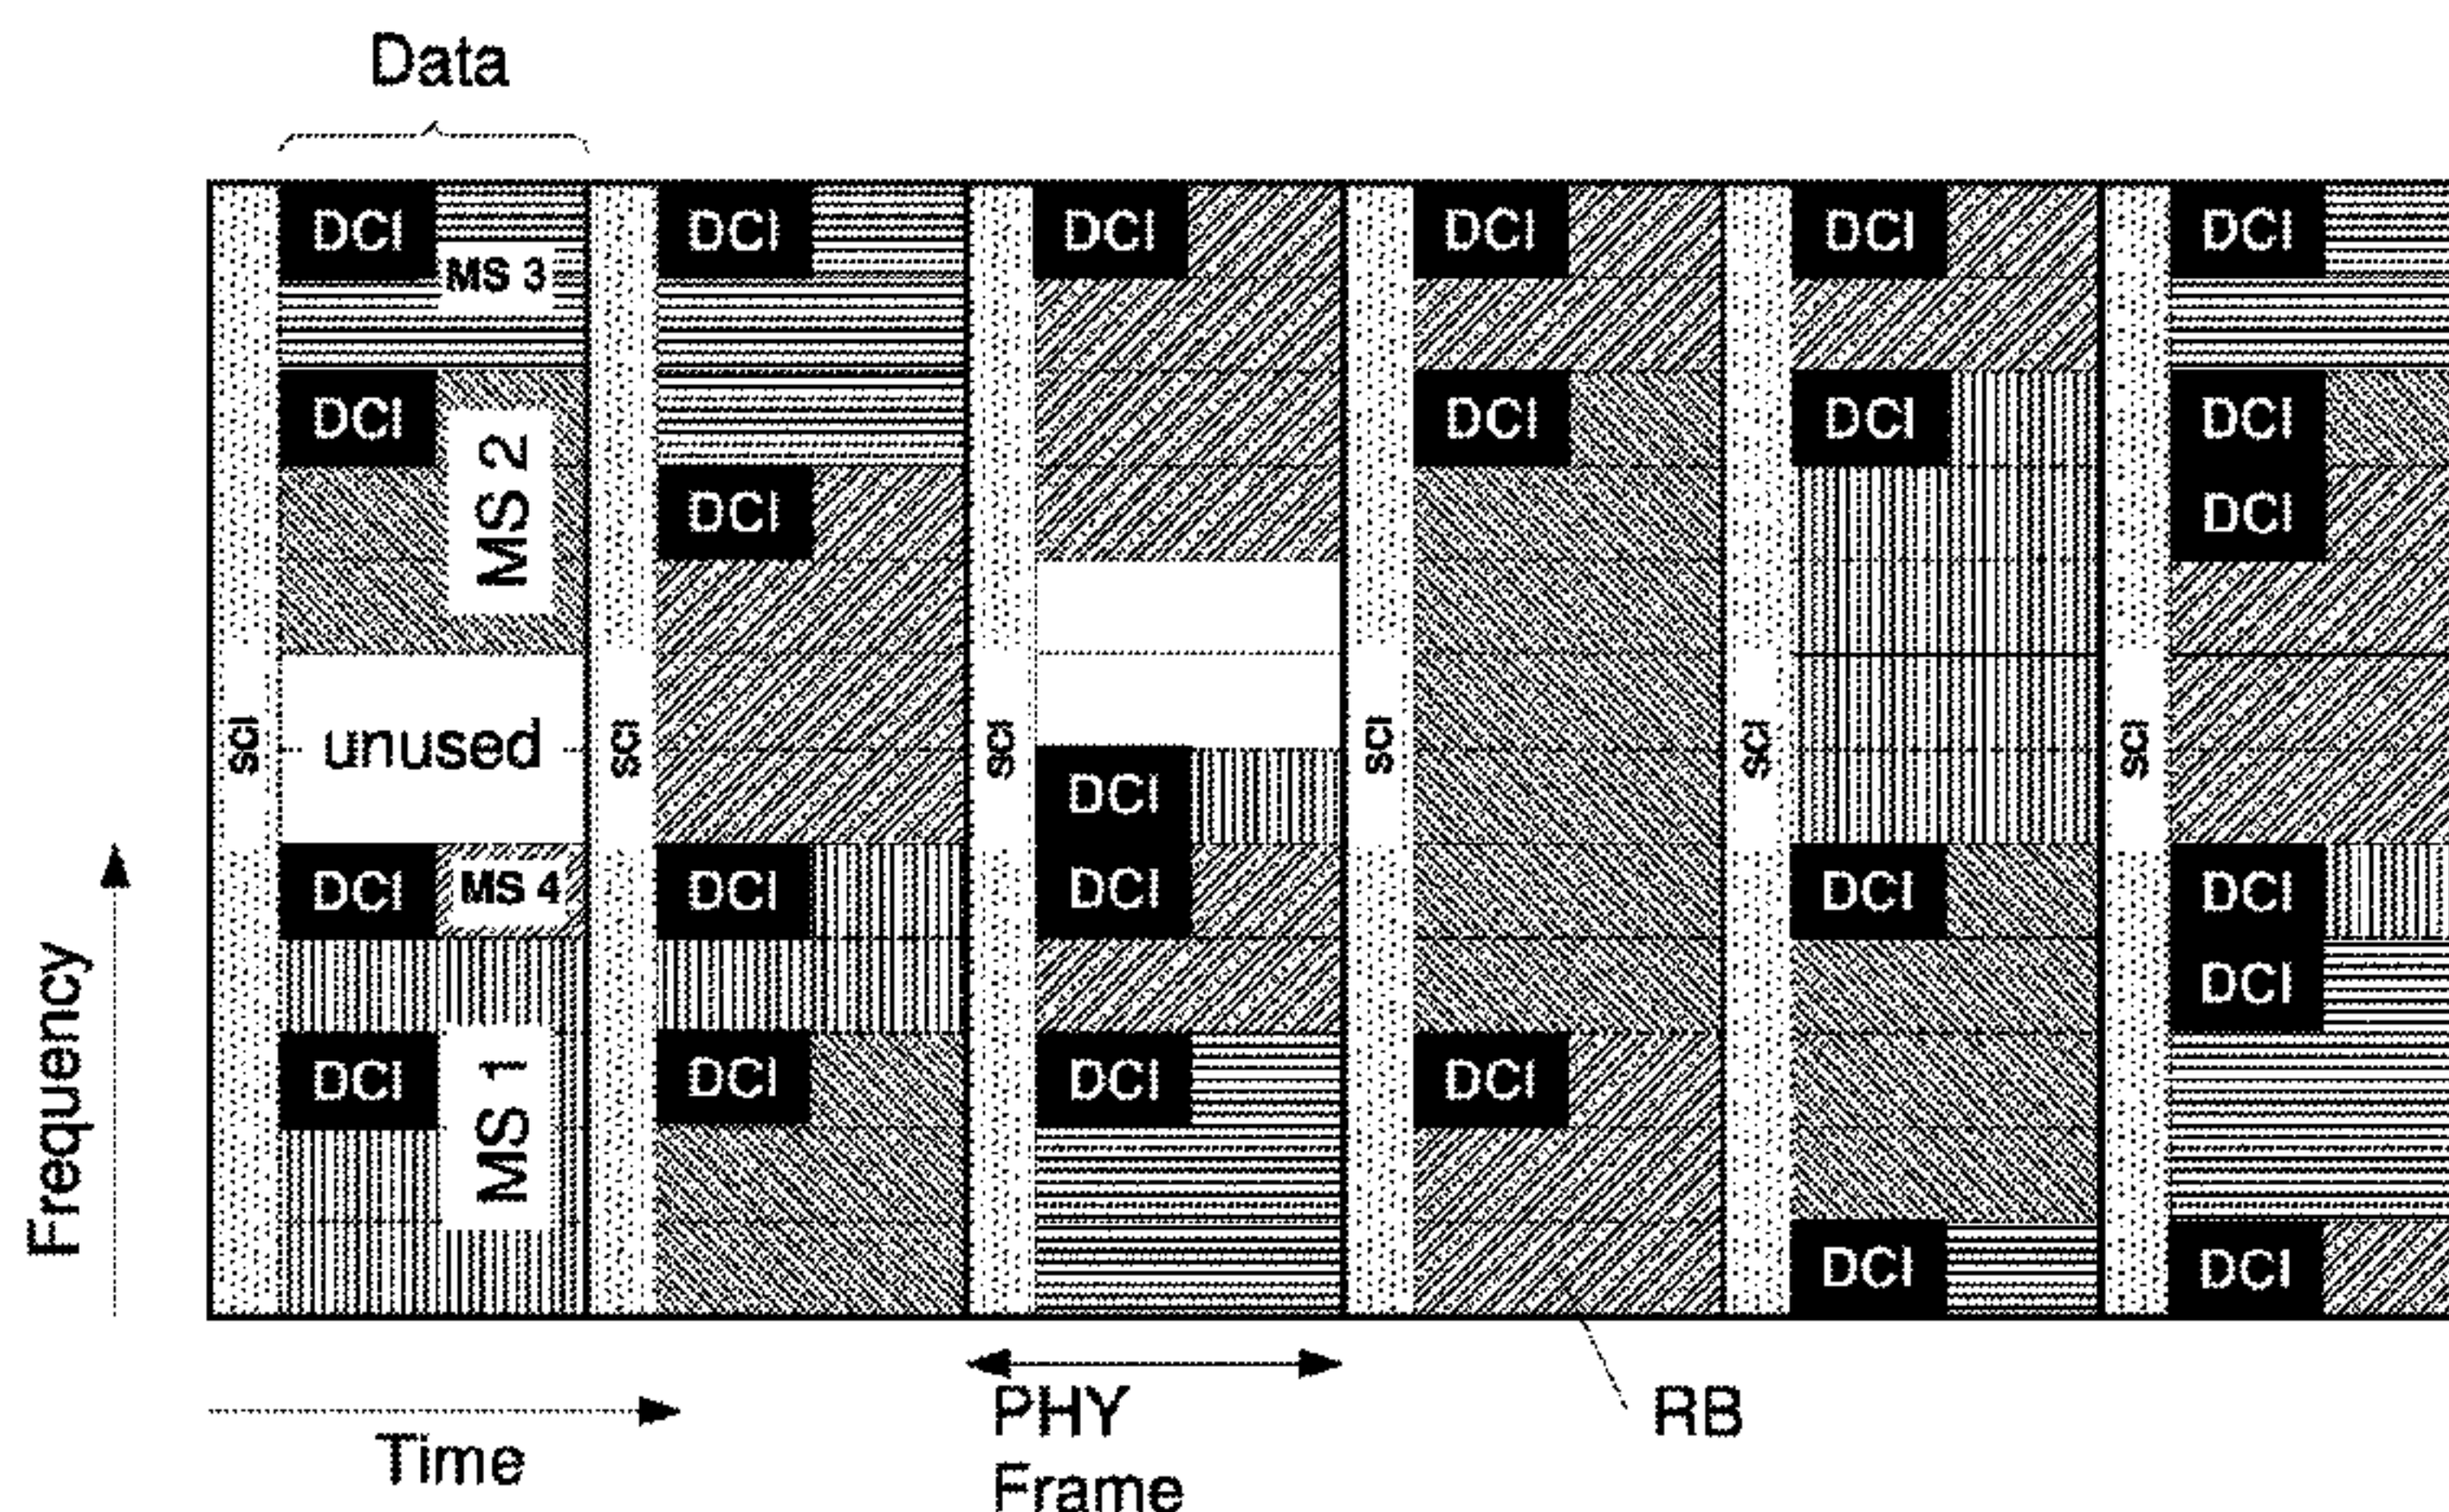 Data
DCI DCI DCI DCI DCI DCI
MS 3
DCI DCI DCI DCI
MS 2
DCI DCI
SCI unused SCI SCI SCI SCI SCI
DCI
DCI MS 4 DCI DCI DCI DCI
DCI
DCI MS 1 DCI DCI DCI
DCI DCI
Frequency
Time
PHY
Frame
RB